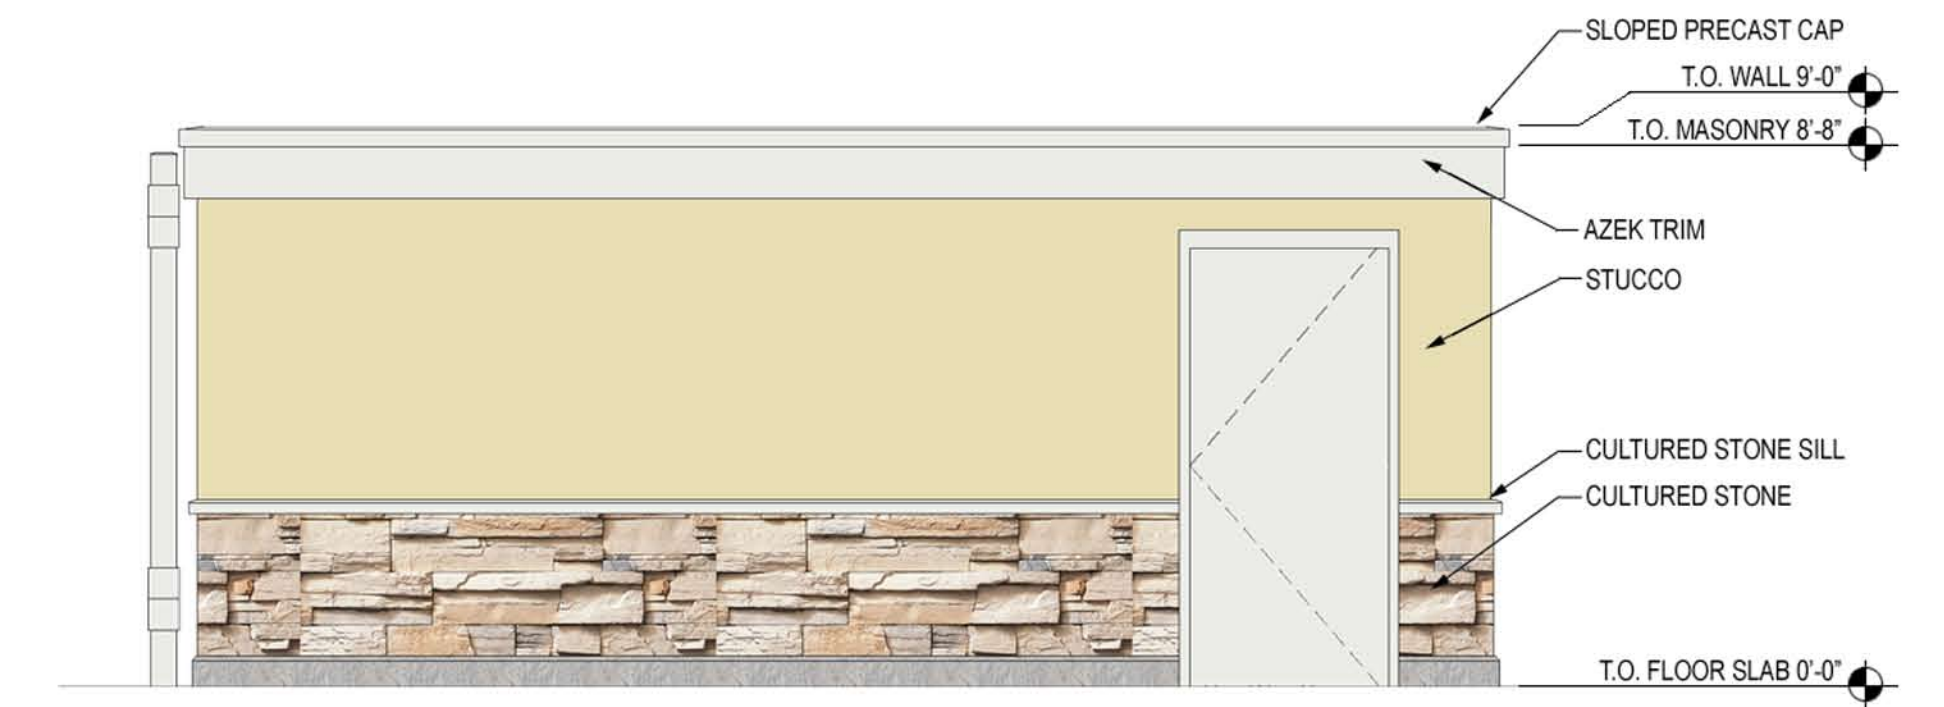 SLOPED PRECAST CAP
T.O. WALL 9'-0"
T.O. MASONRY 8'-8"
AZEK TRIM
STUCCO
CULTURED STONE SILL
CULTURED STONE
T.O. FLOOR SLAB 0'-0"